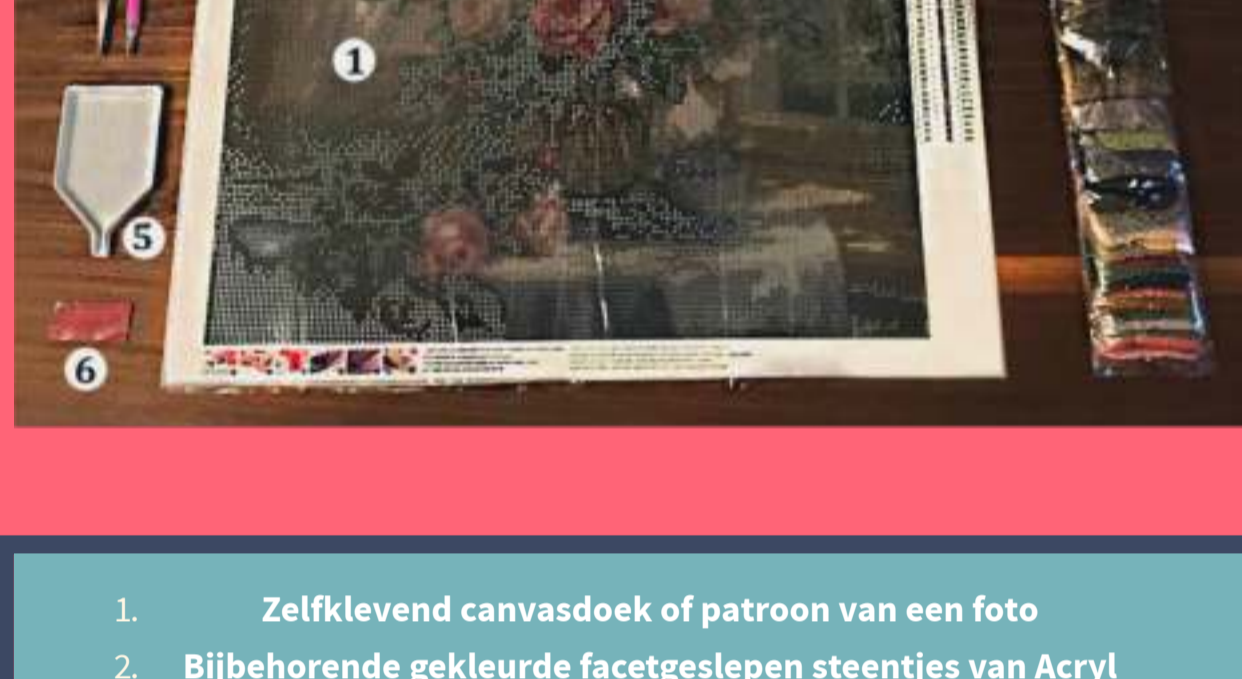 1
5
6
1. Zelfklevend canvasdoek of patroon van een foto
2. Bijbehorende gekleurde facetgeslepen steentjes van Acryl